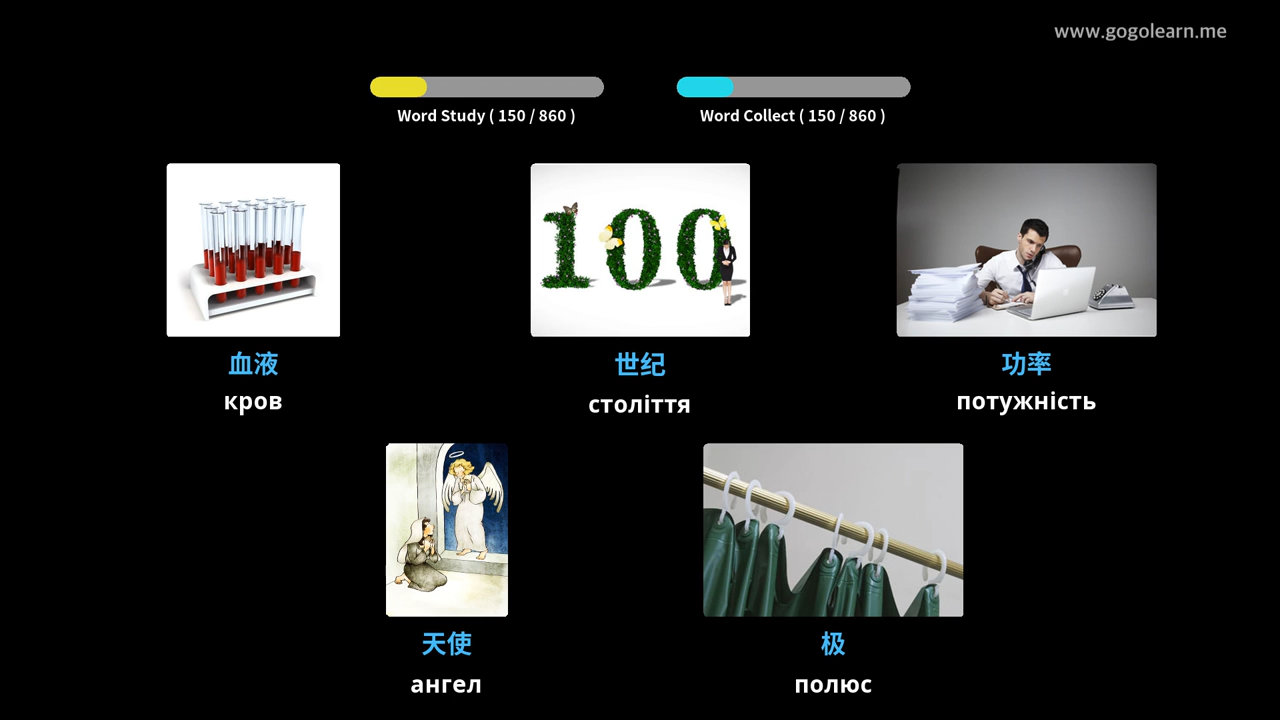 www.gogolearn.me
Word Study ( 150 / 860 )
Word Collect ( 150 / 860 )
100
血液
кров
世纪
століття
功率
потужність
天使
ангел
极
полюс